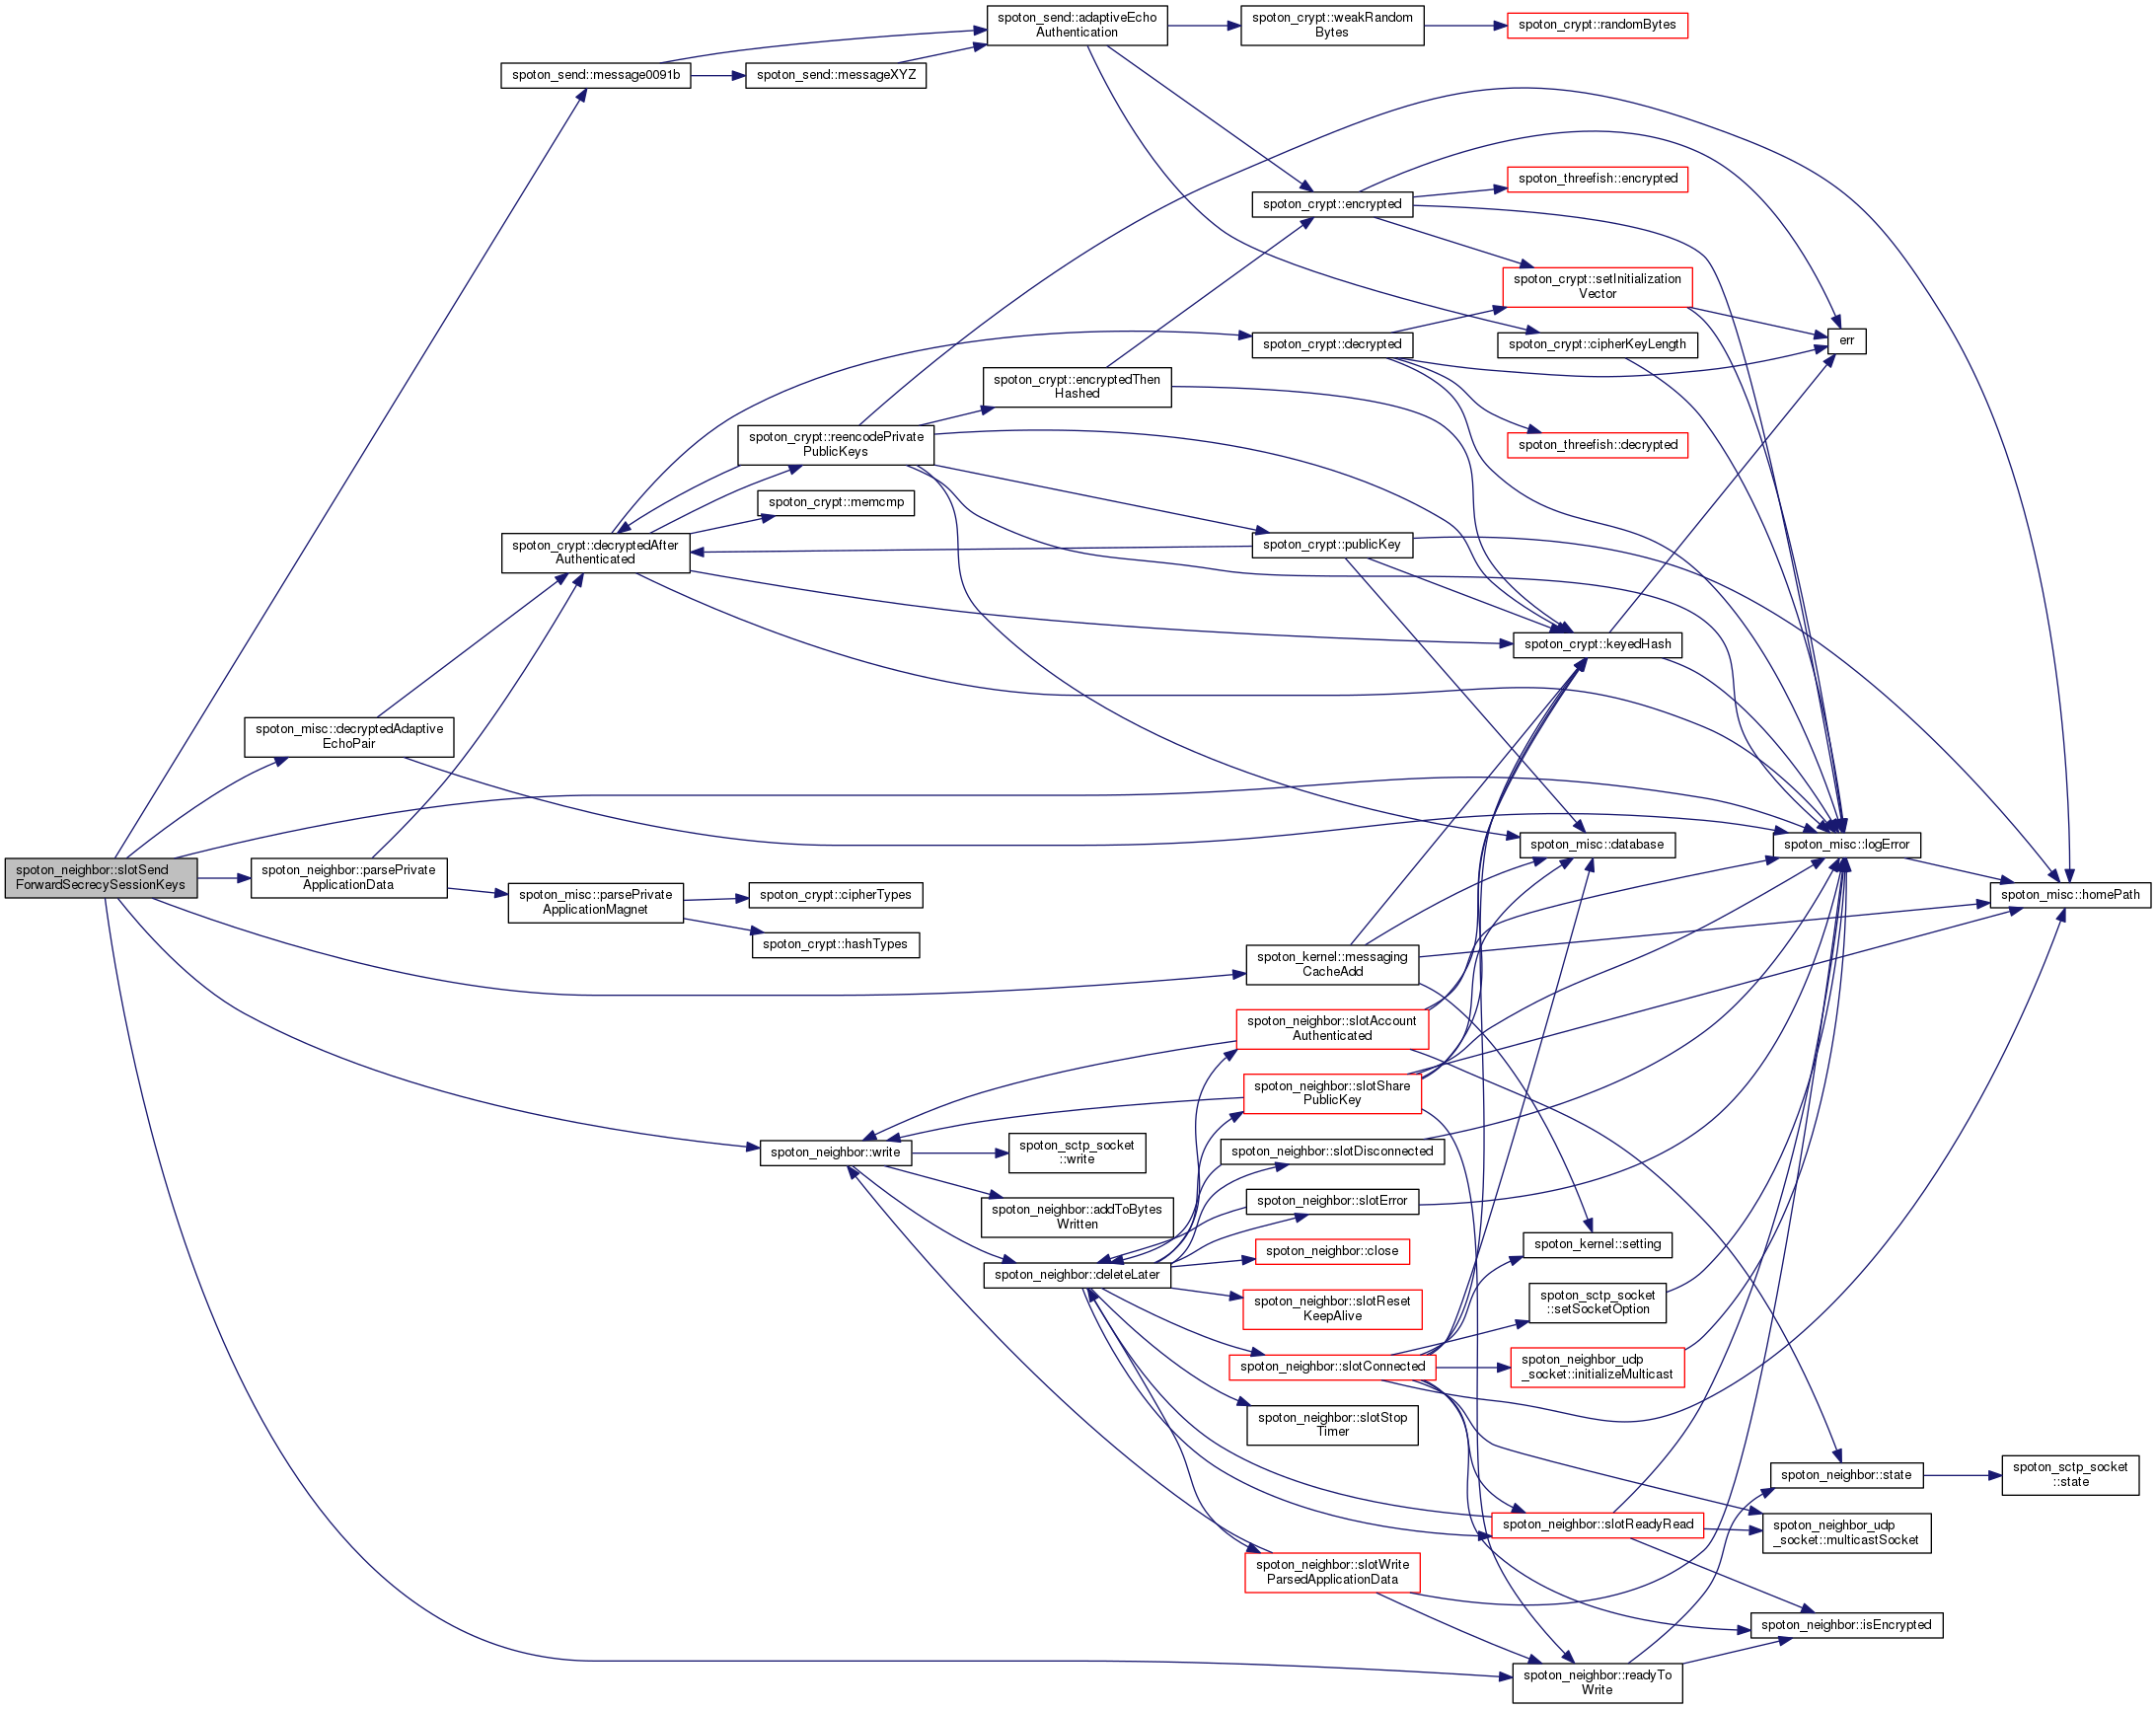 spoton_send::adaptiveEcho
Authentication
spoton_crypt::weakRandom
Bytes
spoton_crypt::randomBytes
spoton_send::message0091b
spoton_send::messageXYZ
spoton_threefish::encrypted
spoton_crypt::encrypted
spoton_crypt::setInitialization
Vector
spoton_crypt::decrypted
spoton_crypt::cipherKeyLength
err
spoton_crypt::encryptedThen
Hashed
spoton_crypt::reencodePrivate
PublicKeys
spoton_threefish::decrypted
spoton_crypt::memcmp
spoton_crypt::decryptedAfter
Authenticated
spoton_crypt::publicKey
spoton_crypt::keyedHash
spoton_misc::decryptedAdaptive
EchoPair
spoton_misc::database
spoton_misc::logError
spoton_neighbor::slotSend
ForwardSecrecySessionKeys
spoton_neighbor::parsePrivate
ApplicationData
spoton_misc::parsePrivate
ApplicationMagnet
spoton_crypt::cipherTypes
spoton_misc::homePath
spoton_crypt::hashTypes
spoton_kernel::messaging
CacheAdd
spoton_neighbor::slotAccount
Authenticated
spoton_neighbor::slotShare
PublicKey
spoton_neighbor::write
spoton_sctp_socket
::write
spoton_neighbor::slotDisconnected
spoton_neighbor::addToBytes
Written
spoton_neighbor::slotError
spoton_neighbor::close
spoton_kernel::setting
spoton_neighbor::deleteLater
spoton_neighbor::slotReset
KeepAlive
spoton_sctp_socket
::setSocketOption
spoton_neighbor::slotConnected
spoton_neighbor_udp
_socket::initializeMulticast
spoton_neighbor::slotStop
Timer
spoton_neighbor::state
spoton_sctp_socket
::state
spoton_neighbor::slotReadyRead
spoton_neighbor_udp
_socket::multicastSocket
spoton_neighbor::slotWrite
ParsedApplicationData
spoton_neighbor::isEncrypted
spoton_neighbor::readyTo
Write